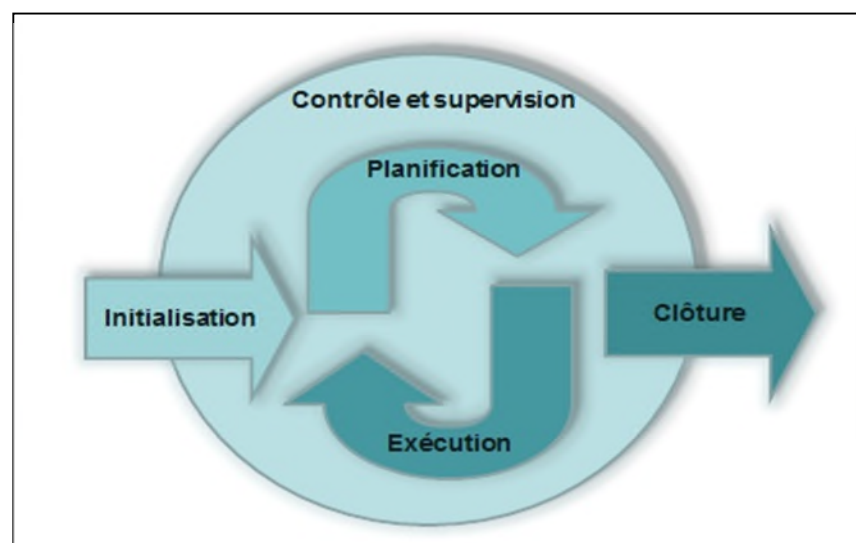 Contrôle et supervision
Planification
Initialisation
Clôture
Exécution